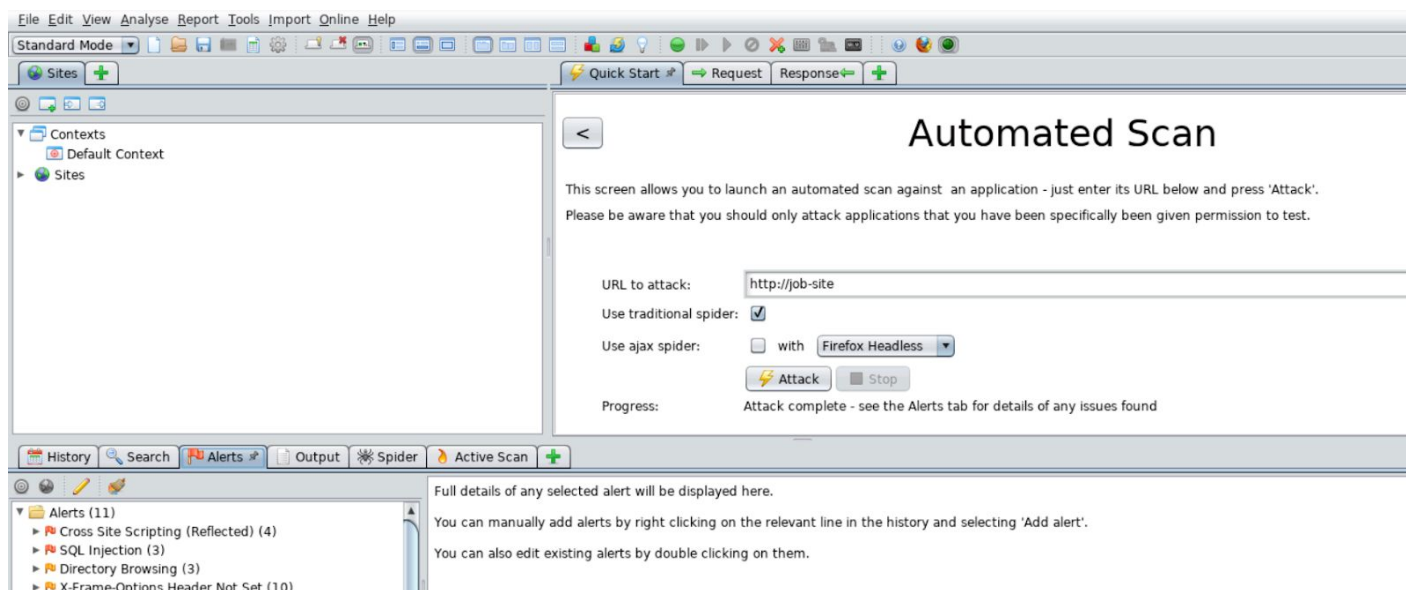 File Edit View Analyse Report Tools Import Online Help
Standard Mode
Sites
Quick Start Request Response
Contexts
Default Context
Sites
<
Automated Scan
This screen allows you to launch an automated scan against an application - just enter its URL below and press 'Attack'.
Please be aware that you should only attack applications that you have been specifically been given permission to test.
URL to attack: http://job-site
Use traditional spider:
Use ajax spider: with Firefox Headless
Attack Stop
Progress: Attack complete - see the Alerts tab for details of any issues found
History Search Alerts Output Spider Active Scan
Alerts (11)
Cross Site Scripting (Reflected) (4)
SQL Injection (3)
Directory Browsing (3)
X-Frame-Options Header Not Set (10)
Full details of any selected alert will be displayed here.
You can manually add alerts by right clicking on the relevant line in the history and selecting 'Add alert'.
You can also edit existing alerts by double clicking on them.